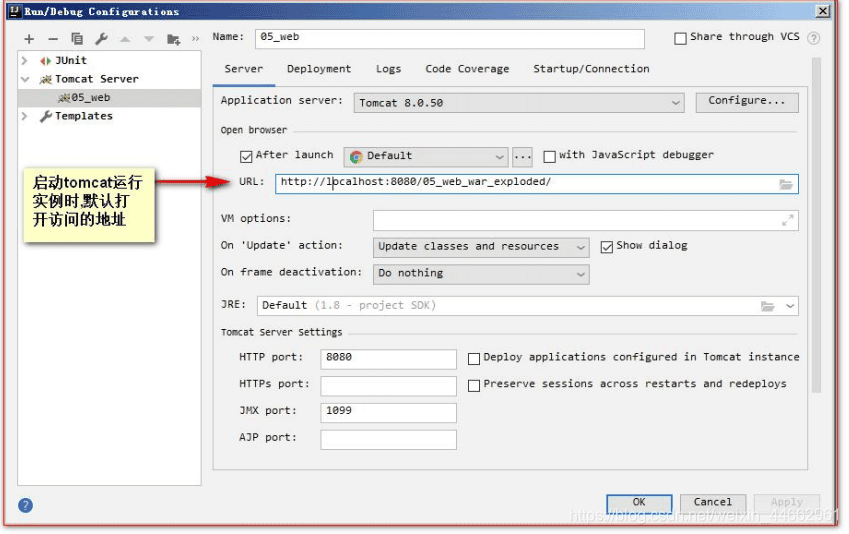 Run/Debug Configurations
Name: 05_web
Share through VCS
JUnit
Tomcat Server
05_web
Templates
Server Deployment Logs Code Coverage Startup/Connection
Application server: Tomcat 8.0.50 Configure...
Open browser
After launch Default ... with JavaScript debugger
URL: http://localhost:8080/05_web_war_exploded/
启动tomcat运行
实例时,默认打
开访问的地址
VM options:
On 'Update' action: Update classes and resources Show dialog
On frame deactivation: Do nothing
JRE: Default (1.8 - project SDK)
Tomcat Server Settings
HTTP port: 8080 Deploy applications configured in Tomcat instance
HTTPs port: Preserve sessions across restarts and redeploys
JMX port: 1099
AJP port:
OK Cancel Apply
https://blog.csdn.net/weixin_44662961